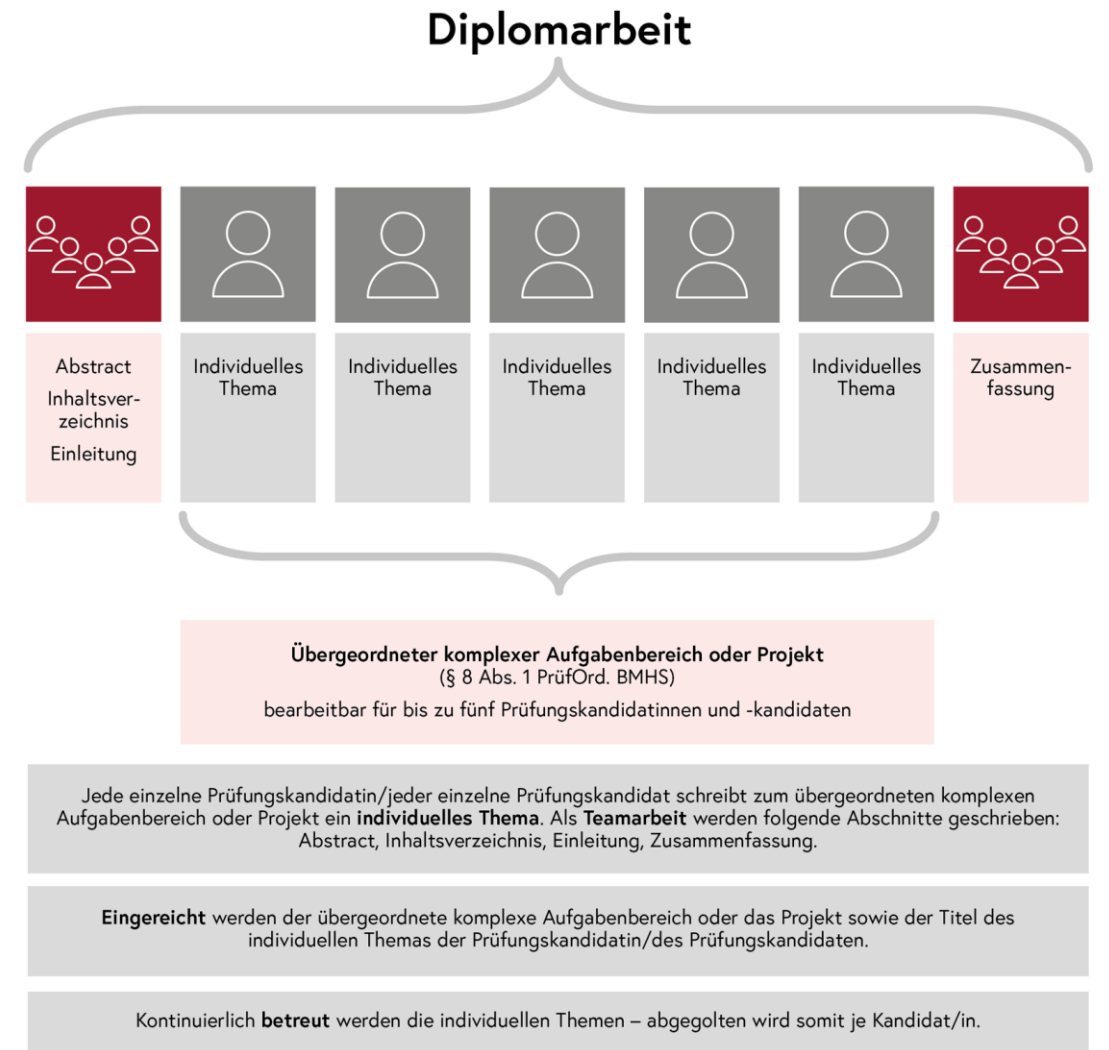 Diplomarbeit
Abstract
Inhaltsver-
zeichnis
Einleitung
Individuelles
Thema
Individuelles
Thema
Individuelles
Thema
Individuelles
Thema
Individuelles
Thema
Zusammen-
fassung
Übergeordneter komplexer Aufgabenbereich oder Projekt
(§ 8 Abs. 1 PrüfOrd. BMHS)
bearbeitbar für bis zu fünf Prüfungskandidatinnen und -kandidaten
Jede einzelne Prüfungskandidatin/jeder einzelne Prüfungskandidat schreibt zum übergeordneten komplexen
Aufgabenbereich oder Projekt ein individuelles Thema. Als Teamarbeit werden folgende Abschnitte geschrieben:
Abstract, Inhaltsverzeichnis, Einleitung, Zusammenfassung.
Eingereicht werden der übergeordnete komplexe Aufgabenbereich oder das Projekt sowie der Titel des
individuellen Themas der Prüfungskandidatin/des Prüfungskandidaten.
Kontinuierlich betreut werden die individuellen Themen – abgegolten wird somit je Kandidat/in.